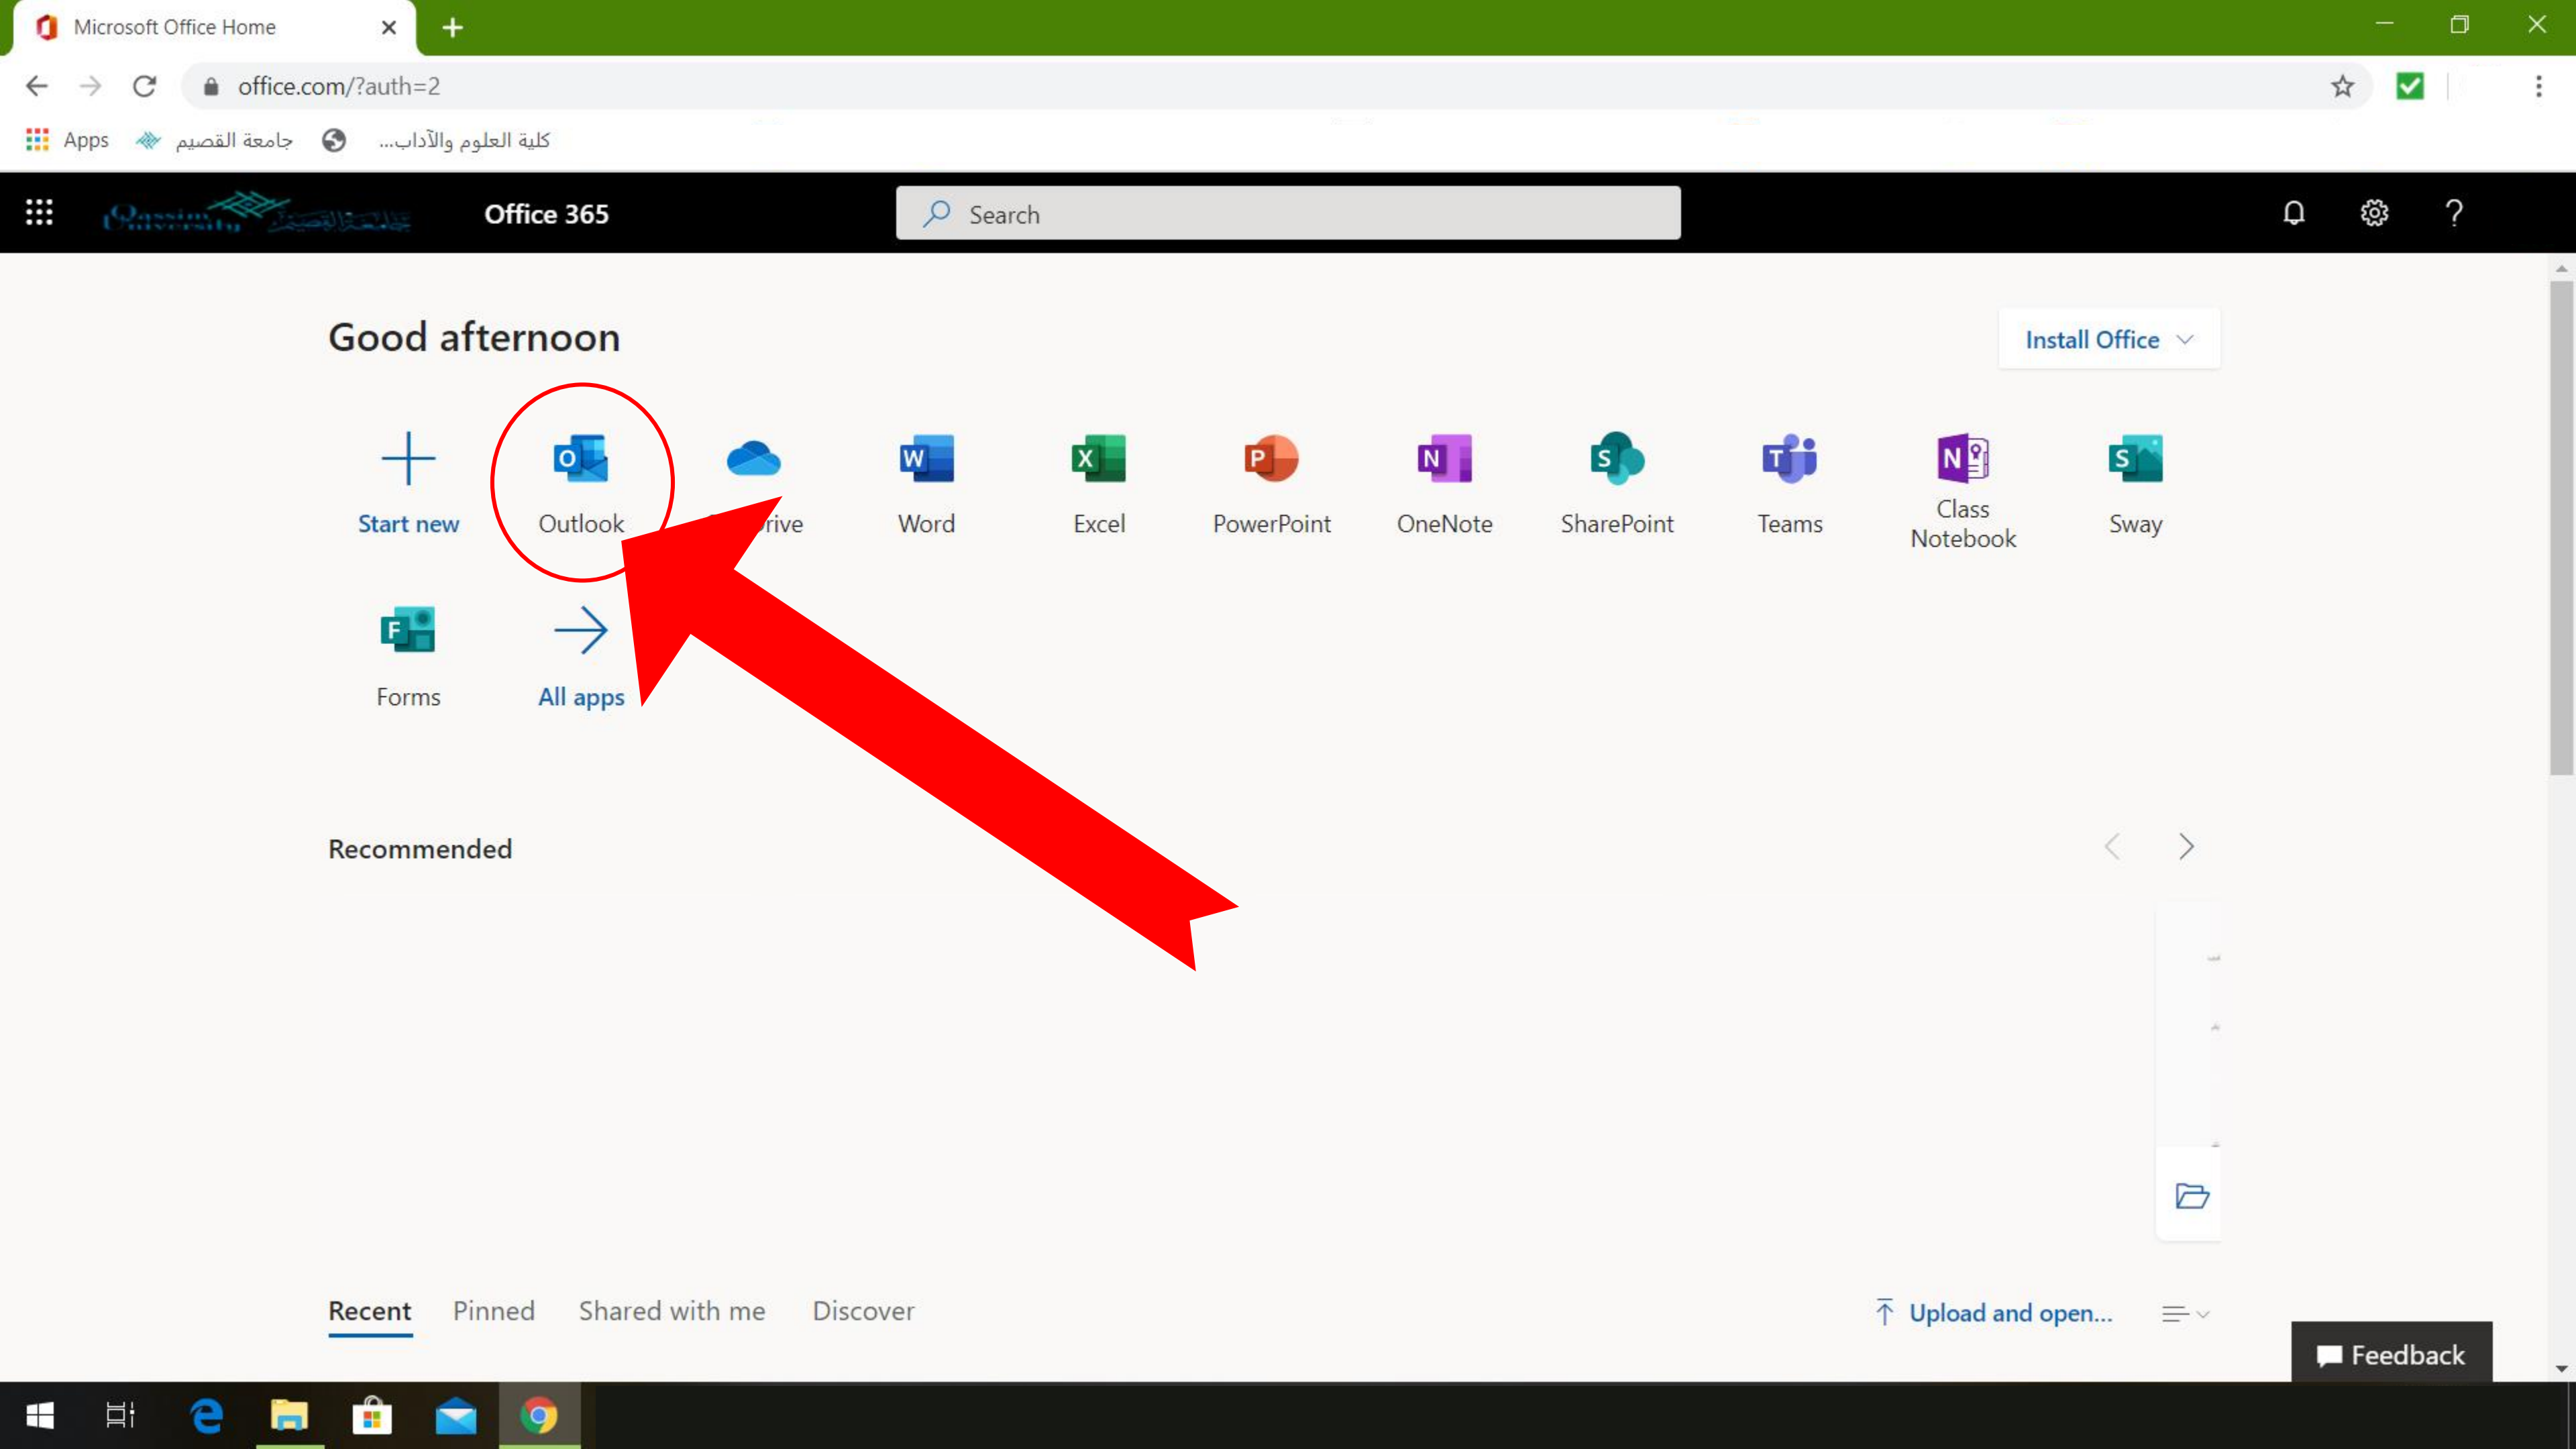 Microsoft Office Home
office.com/?auth=2
Apps جامعة القصيم كلية العلوم والآداب...
Qassim University Office 365 Search
Good afternoon
Install Office
Start new Outlook rive Word Excel PowerPoint OneNote SharePoint Teams Class Notebook Sway
Forms All apps
Recommended
Recent Pinned Shared with me Discover
Upload and open...
Feedback